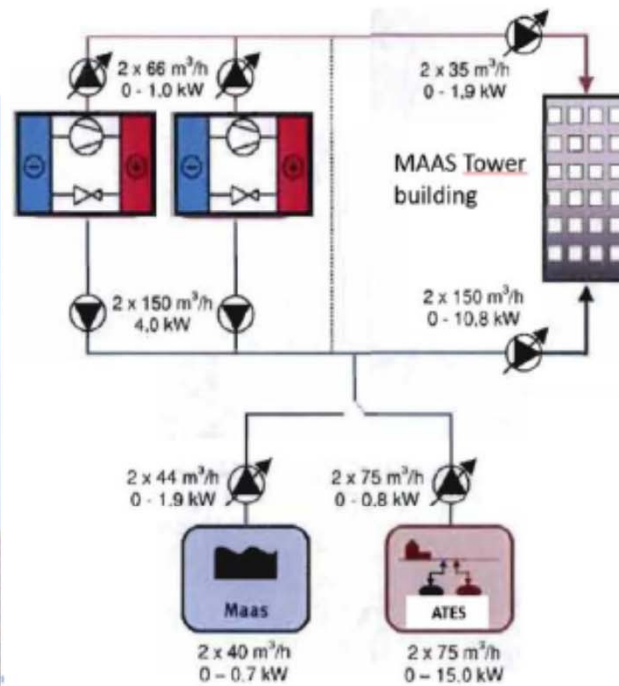 2 x 66 m³/h
0 - 1.0 kW
2 x 35 m³/h
0 - 1,9 kW
MAAS Tower
building
2 x 150 m³/h
4.0 kW
2 x 150 m³/h
0 - 10,8 kW
2 x 44 m³/h
0 - 1.9 kW
2 x 75 m³/h
0 - 0.8 kW
Maas
ATES
2 x 40 m³/h
0 – 0.7 kW
2 x 75 m³/h
0 – 15.0 kW